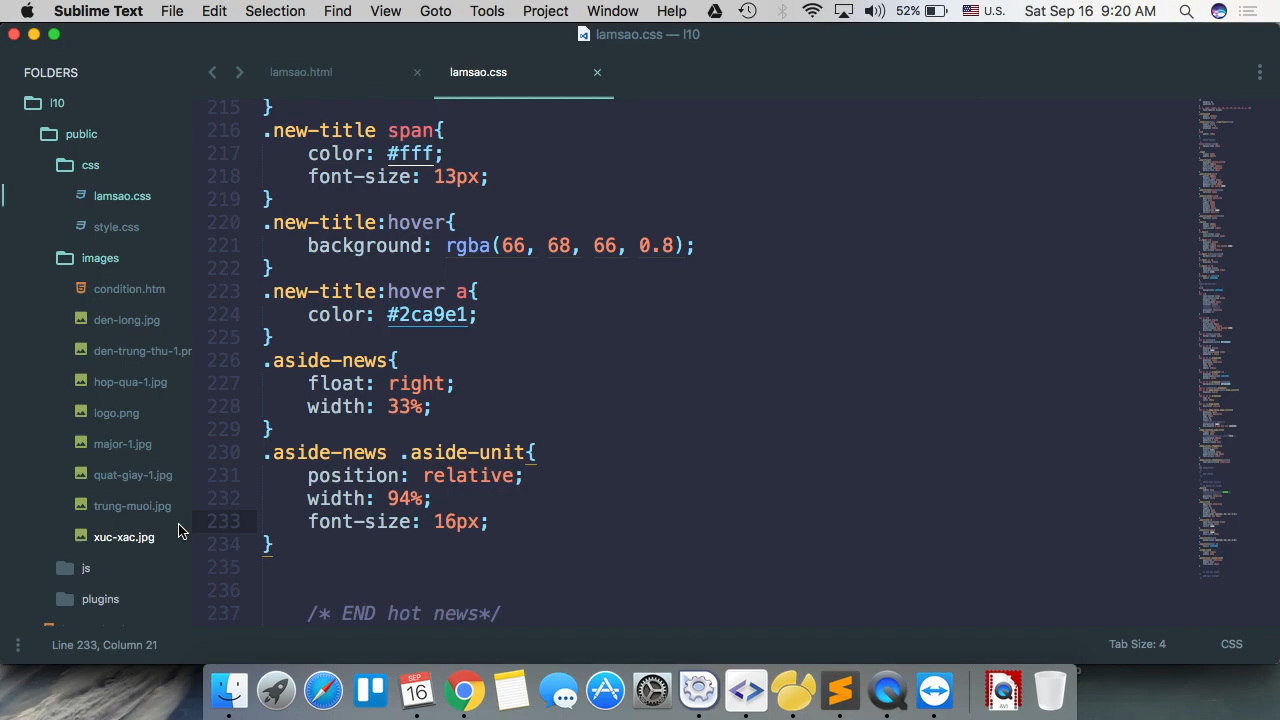 Sublime Text File Edit Selection Find View Goto Tools Project Window Help 52% U.S. Sat Sep 16 9:20 AM
lamsao.css — l10
FOLDERS
lamsao.html
lamsao.css
l10
public
css
lamsao.css
style.css
images
condition.htm
den-long.jpg
den-trung-thu-1.pr
hop-qua-1.jpg
logo.png
major-1.jpg
quat-giay-1.jpg
trung-muoi.jpg
xuc-xac.jpg
js
plugins
215 }
216 .new-title span{
217 color: #fff;
218 font-size: 13px;
219 }
220 .new-title:hover{
221 background: rgba(66, 68, 66, 0.8);
222 }
223 .new-title:hover a{
224 color: #2ca9e1;
225 }
226 .aside-news{
227 float: right;
228 width: 33%;
229 }
230 .aside-news .aside-unit{
231 position: relative;
232 width: 94%;
233 font-size: 16px;
234 }
235
236
237 /* END hot news*/
Line 233, Column 21
Tab Size: 4
CSS
SEP
16
AVI